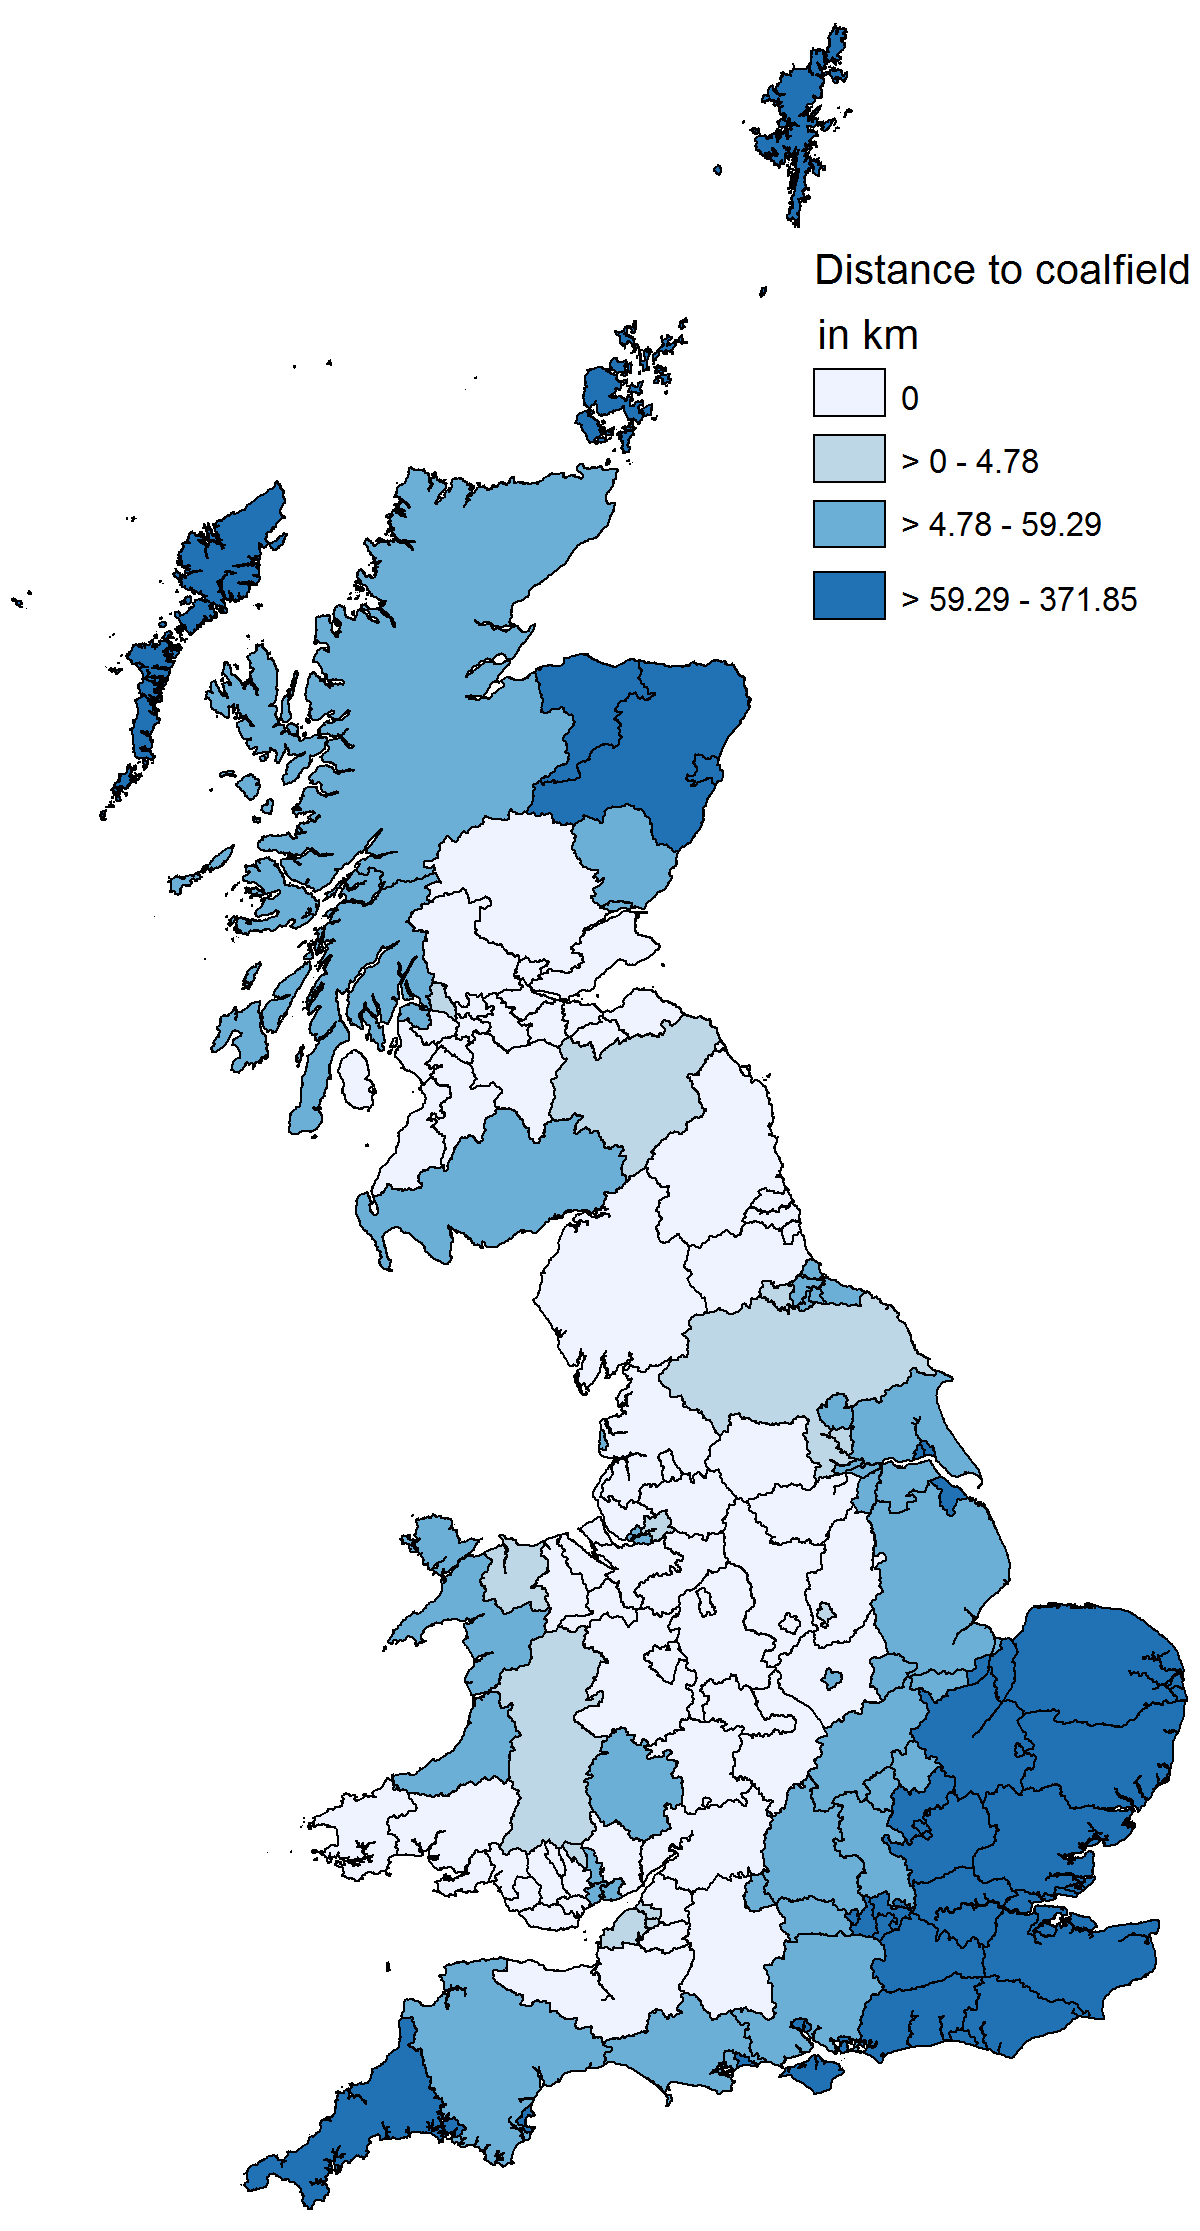 Distance to coalfield
in km
0
> 0 - 4.78
> 4.78 - 59.29
> 59.29 - 371.85